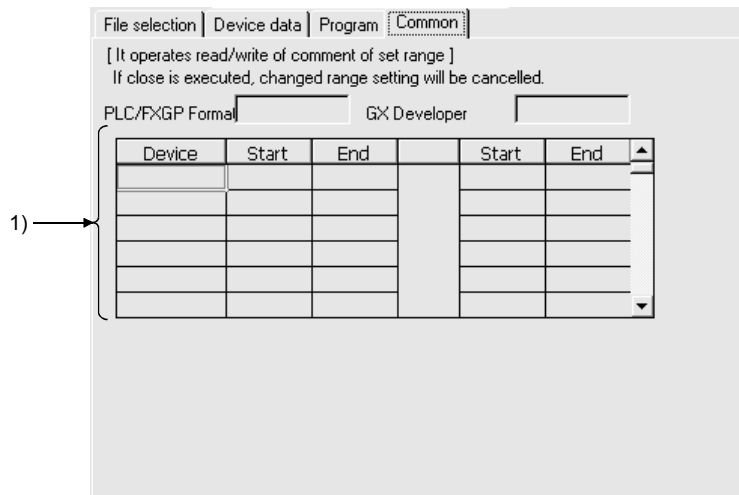 File selection Device data Program Common
[ It operates read/write of comment of set range ]
If close is executed, changed range setting will be cancelled.
PLC/FXGP Format GX Developer
Device Start End Start End
1)